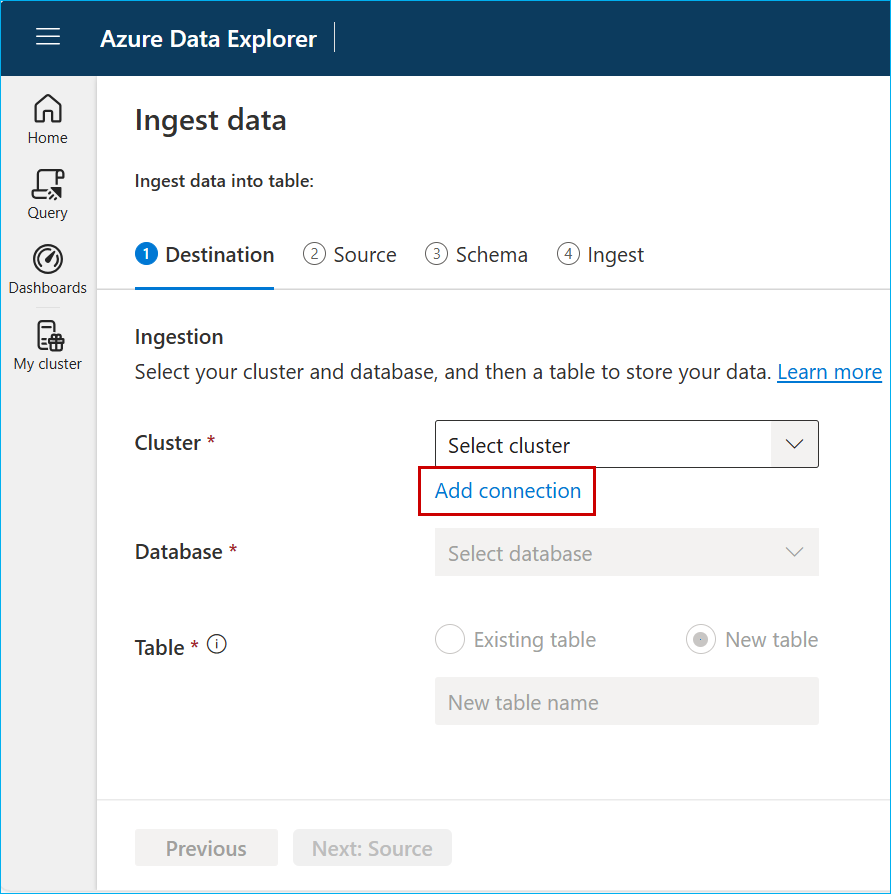 Azure Data Explorer
Home
Query
Dashboards
My cluster
Ingest data
Ingest data into table:
1 Destination 2 Source 3 Schema 4 Ingest
Ingestion
Select your cluster and database, and then a table to store your data. Learn more
Cluster * Select cluster
Add connection
Database * Select database
Table * i Existing table New table
New table name
Previous Next: Source